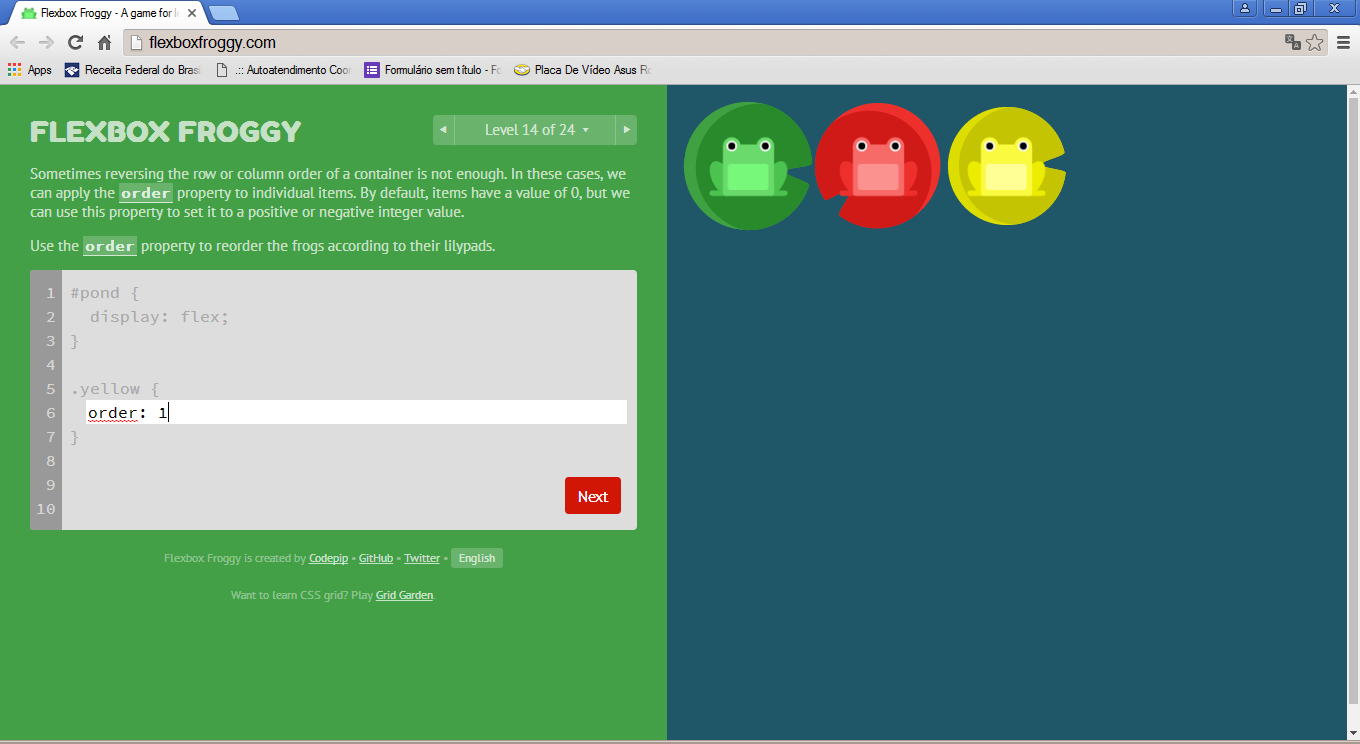 Flexbox Froggy - A game for l
flexboxfroggy.com
Apps
Receita Federal do Brasi
.:: Autoatendimento Coor
Formulário sem título - Fo
Placa De Vídeo Asus Ro
FLEXBOX FROGGY
Level 14 of 24
Sometimes reversing the row or column order of a container is not enough. In these cases, we
can apply the order property to individual items. By default, items have a value of 0, but we
can use this property to set it to a positive or negative integer value.
Use the order property to reorder the frogs according to their lilypads.
1 #pond {
2 display: flex;
3 }
4
5 .yellow {
6 order: 1
7 }
8
9
10
Next
Flexbox Froggy is created by Codepip • GitHub • Twitter • English
Want to learn CSS grid? Play Grid Garden.